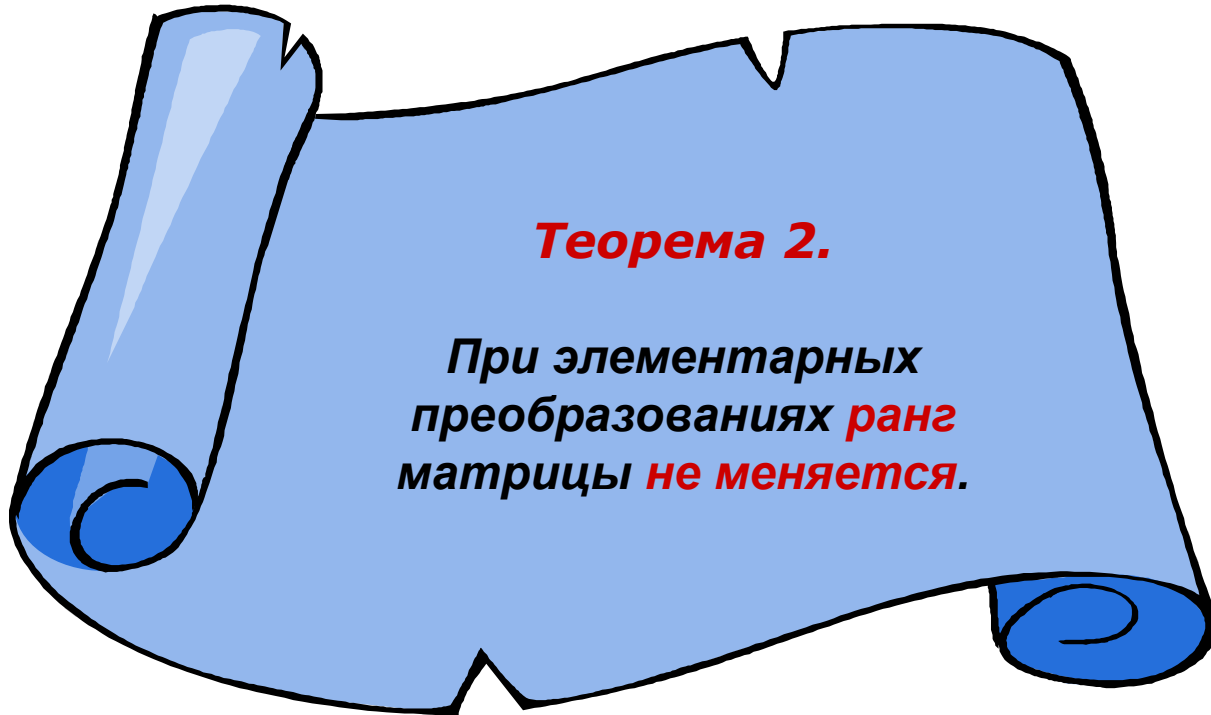 Теорема 2.
При элементарных
преобразованиях ранг
матрицы не меняется.